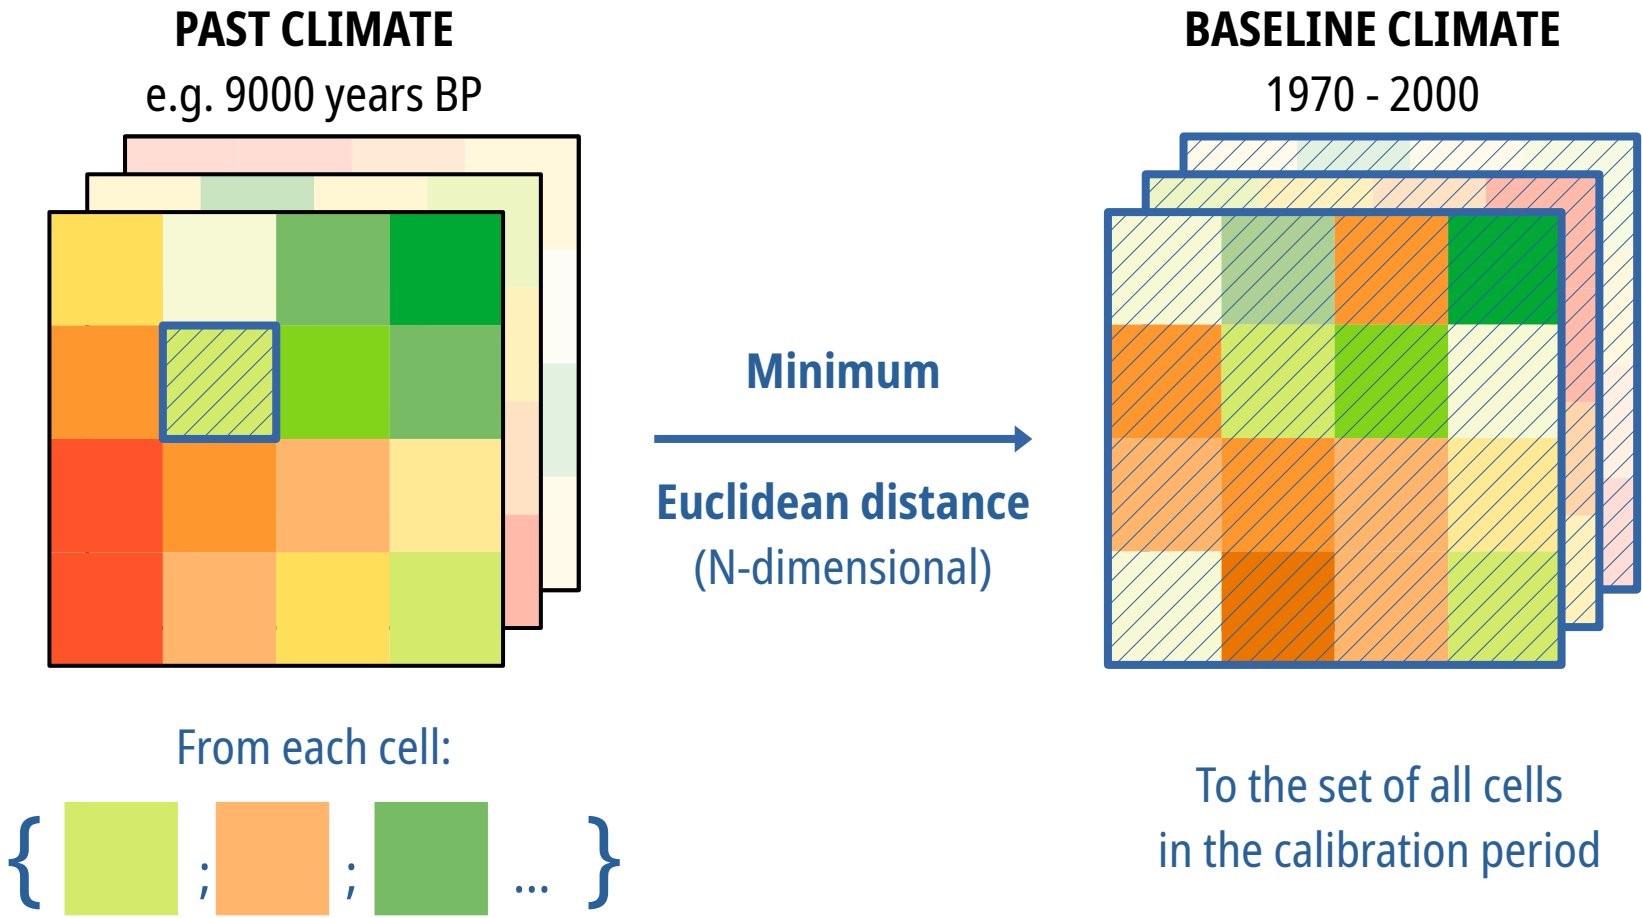 PAST CLIMATE
e.g. 9000 years BP
BASELINE CLIMATE
1970 - 2000
Minimum
Euclidean distance
(N-dimensional)
From each cell:
{ ; ; ... }
To the set of all cells
in the calibration period